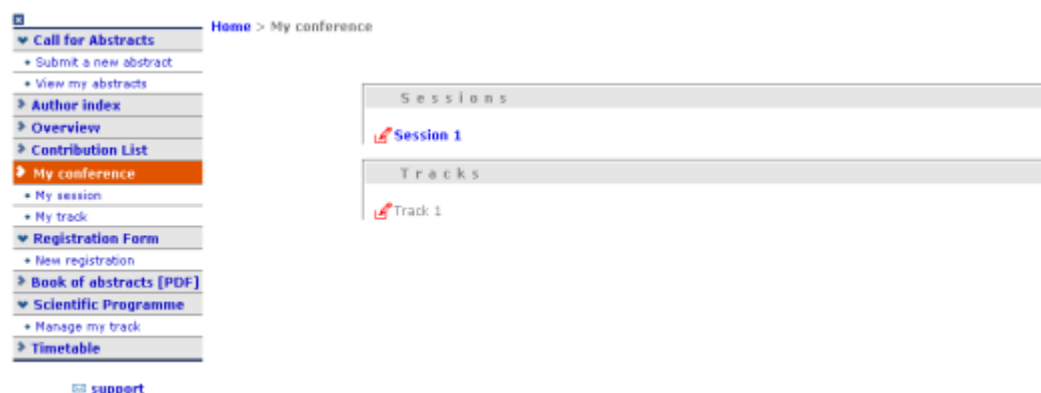 Home > My conference
Call for Abstracts
Submit a new abstract
View my abstracts
Author index
Overview
Contribution List
My conference
My session
My track
Registration Form
New registration
Book of abstracts [PDF]
Scientific Programme
Manage my track
Timetable
support
Sessions
Session 1
Tracks
Track 1